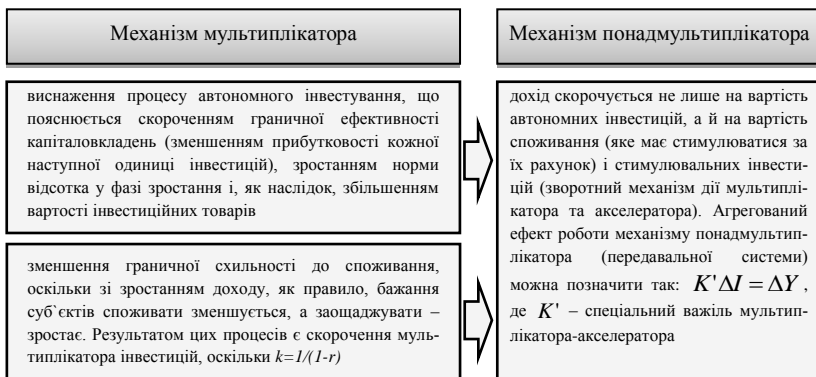 Механізм мультиплікатора
Механізм понадмультиплікатора
виснаження процесу автономного інвестування, що
пояснюється скороченням граничної ефективності
капіталовкладень (зменшенням прибутковості кожної
наступної одиниці інвестицій), зростанням норми
відсотка у фазі зростання і, як наслідок, збільшенням
вартості інвестиційних товарів
зменшення граничної схильності до споживання,
оскільки зі зростанням доходу, як правило, бажання
суб`єктів споживати зменшується, а заощаджувати –
зростає. Результатом цих процесів є скорочення муль-
типлікатора інвестицій, оскільки k=1/(1-r)
дохід скорочується не лише на вартість
автономних інвестицій, а й на вартість
споживання (яке має стимулюватися за
їх рахунок) і стимулювальних інвести-
цій (зворотний механізм дії мультиплі-
катора та акселератора). Агрегований
ефект роботи механізму понадмультип-
лікатора (передавальної системи)
можна позначити так: K'ΔI = ΔY ,
де K' – спеціальний важіль мультип-
лікатора-акселератора